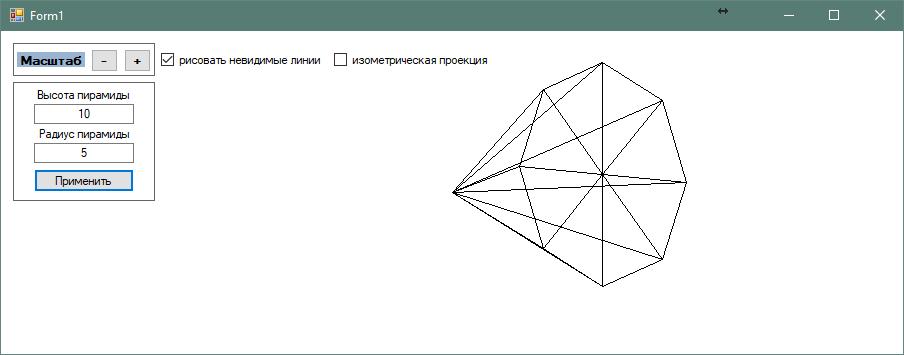 Form1
Масштаб - + рисовать невидимые линии изометрическая проекция
Высота пирамиды
10
Радиус пирамиды
5
Применить